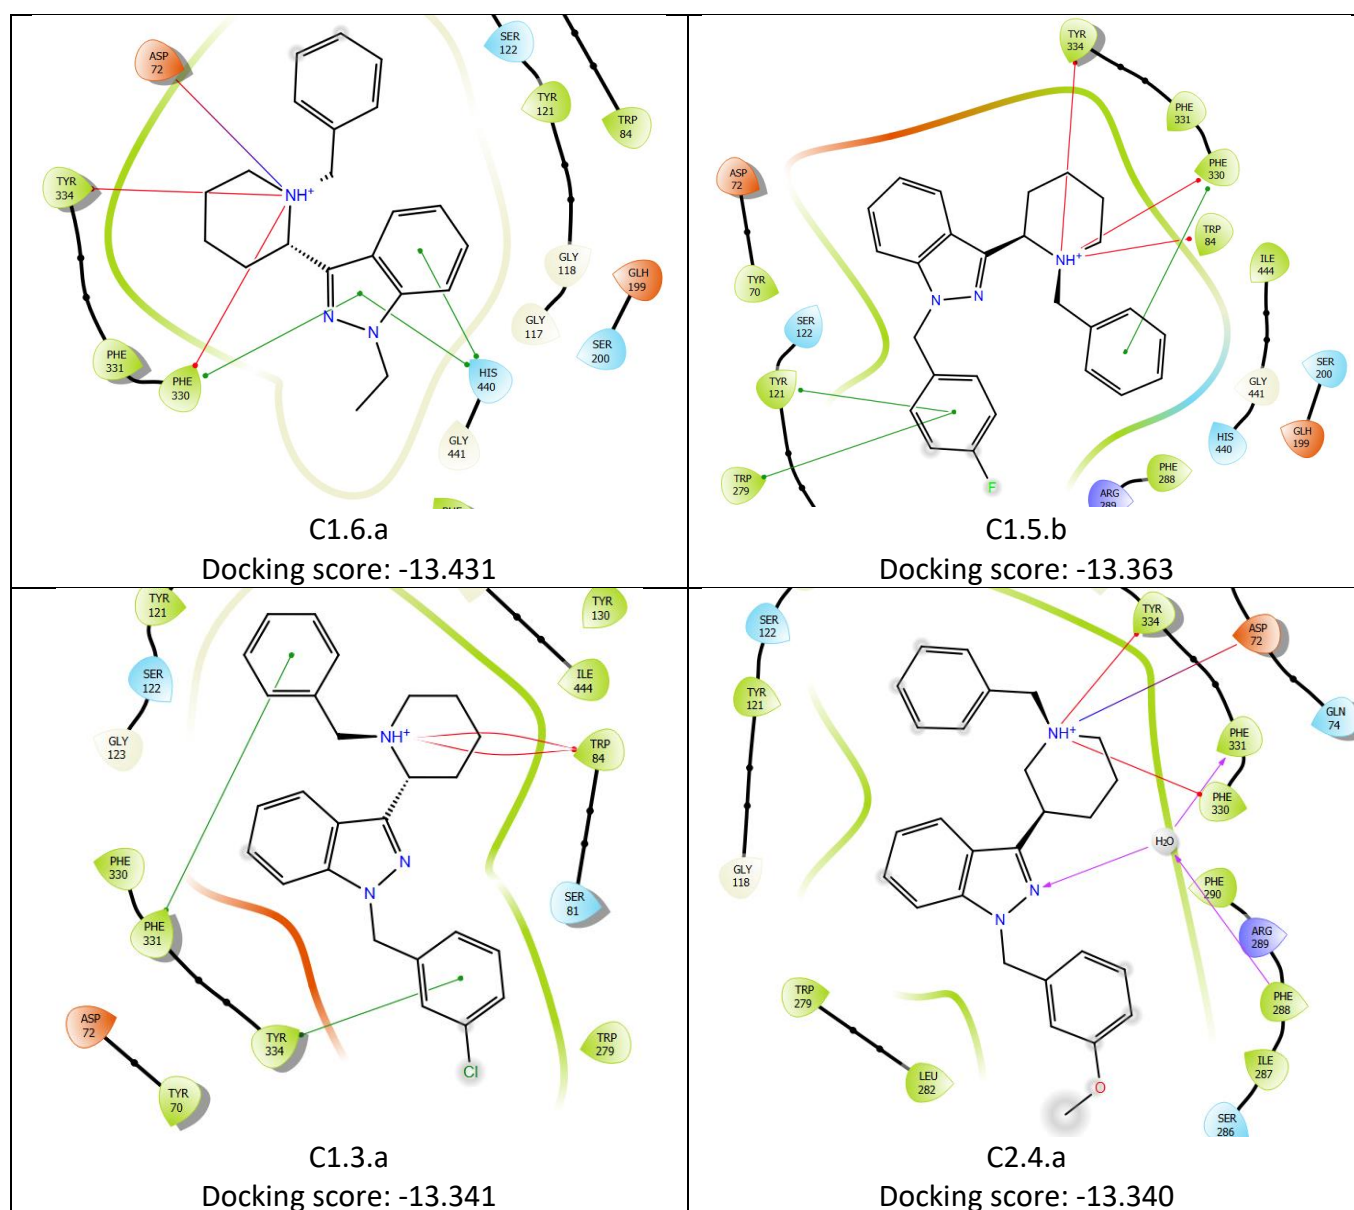 ASP
72
SER
122
TYR
121
TRP
84
TYR
334
NH+
GLY
118
GLH
199
N
N
GLY
117
SER
200
PHE
331
PHE
330
HIS
440
GLY
441
C1.6.a
Docking score: -13.431
TYR
334
PHE
331
PHE
330
ASP
72
TRP
84
NH+
ILE
444
TYR
70
N
N
SER
122
SER
200
TYR
121
GLY
441
HIS
440
GLH
199
TRP
279
PHE
288
F
ARG
289
C1.5.b
Docking score: -13.363
TYR
121
TYR
130
SER
122
ILE
444
GLY
123
NH+
TRP
84
PHE
330
N
N
SER
81
PHE
331
ASP
72
TYR
334
TRP
279
Cl
TYR
70
C1.3.a
Docking score: -13.341
SER
122
TYR
334
ASP
72
TYR
121
GLN
74
NH+
PHE
331
PHE
330
H2O
GLY
118
N
N
PHE
290
ARG
289
TRP
279
PHE
288
LEU
282
ILE
287
O
SER
286
C2.4.a
Docking score: -13.340